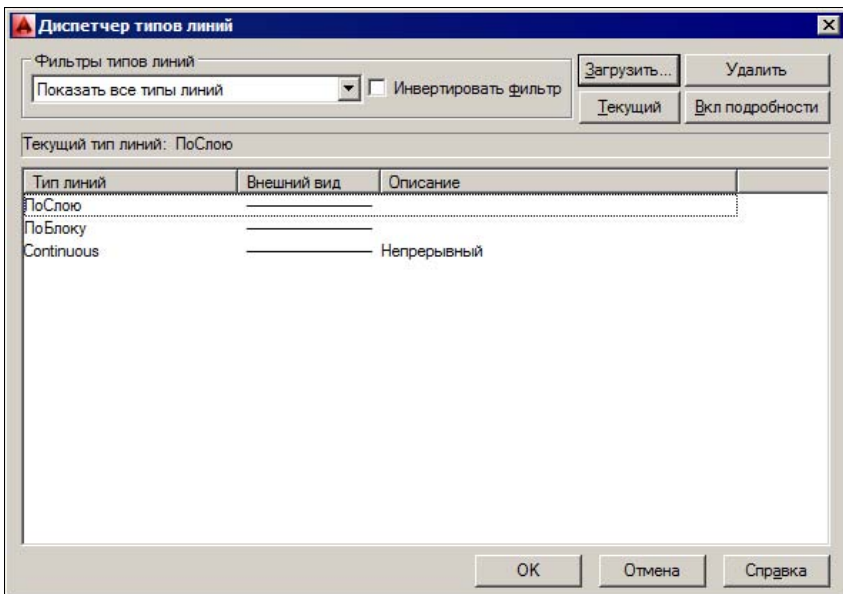 Диспетчер типов линий
Фильтры типов линий
Показать все типы линий
Инвертировать фильтр
Загрузить...
Удалить
Текущий
Вкл подробности
Текущий тип линий: ПоСлою
Тип линий Внешний вид Описание
ПоСлою
ПоБлоку
Continuous Непрерывный
OK Отмена Справка